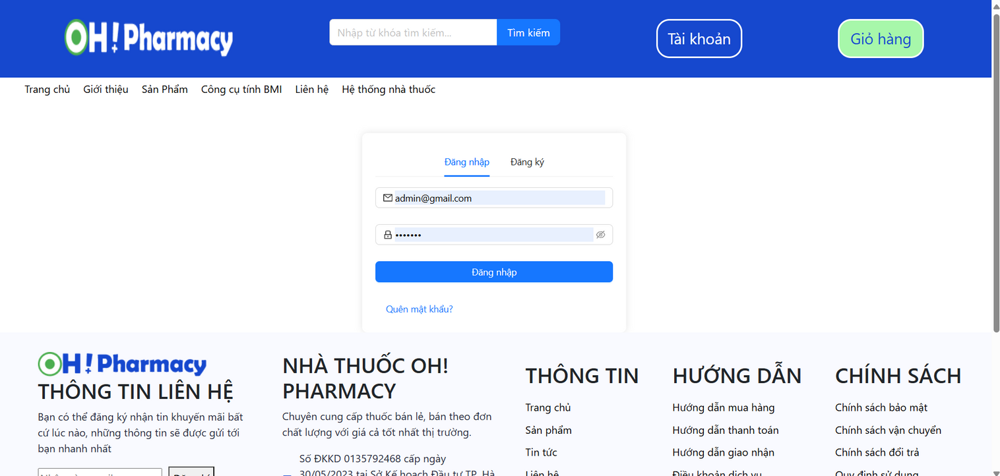 OH! Pharmacy
Nhập từ khóa tìm kiếm...
Tìm kiếm
Tài khoản
Giỏ hàng
Trang chủ
Giới thiệu
Sản Phẩm
Công cụ tính BMI
Liên hệ
Hệ thống nhà thuốc
Đăng nhập
Đăng ký
admin@gmail.com
•••••••
Đăng nhập
Quên mật khẩu?
OH! Pharmacy
THÔNG TIN LIÊN HỆ
Bạn có thể đăng ký nhận tin khuyến mãi bất
cứ lúc nào, những thông tin sẽ được gửi tới
bạn nhanh nhất
NHÀ THUỐC OH!
PHARMACY
Chuyên cung cấp thuốc bán lẻ, bán theo đơn
chất lượng với giá cả tốt nhất thị trường.
Số ĐKKD 0135792468 cấp ngày
30/05/2023 tại Sở Kế hoạch Đầu tư TP. Hà
THÔNG TIN
Trang chủ
Sản phẩm
Tin tức
Liên hệ
HƯỚNG DẪN
Hướng dẫn mua hàng
Hướng dẫn thanh toán
Hướng dẫn giao nhận
Điều khoản dịch vụ
CHÍNH SÁCH
Chính sách bảo mật
Chính sách vận chuyển
Chính sách đổi trả
Quy định sử dụng